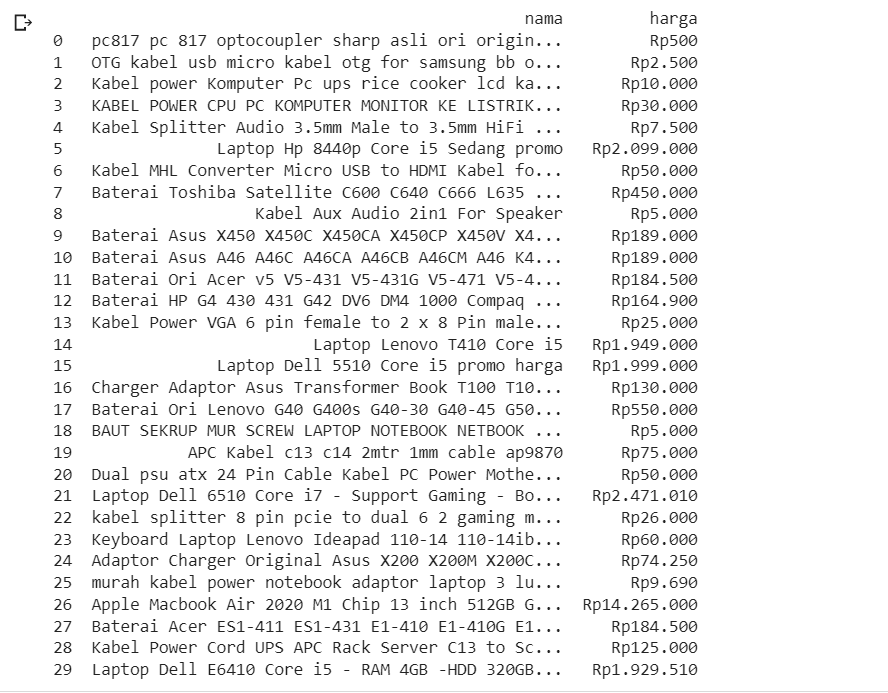 nama harga
0 pc817 pc 817 optocoupler sharp asli ori origin... Rp500
1 OTG kabel usb micro kabel otg for samsung bb o... Rp2.500
2 Kabel power Komputer Pc ups rice cooker lcd ka... Rp10.000
3 KABEL POWER CPU PC KOMPUTER MONITOR KE LISTRIK... Rp30.000
4 Kabel Splitter Audio 3.5mm Male to 3.5mm HiFi ... Rp7.500
5 Laptop Hp 8440p Core i5 Sedang promo Rp2.099.000
6 Kabel MHL Converter Micro USB to HDMI Kabel fo... Rp50.000
7 Baterai Toshiba Satellite C600 C640 C666 L635 ... Rp450.000
8 Kabel Aux Audio 2in1 For Speaker Rp5.000
9 Baterai Asus X450 X450C X450CA X450CP X450V X4... Rp189.000
10 Baterai Asus A46 A46C A46CA A46CB A46CM A46 K4... Rp189.000
11 Baterai Ori Acer v5 V5-431 V5-431G V5-471 V5-4... Rp184.500
12 Baterai HP G4 430 431 G42 DV6 DM4 1000 Compaq ... Rp164.900
13 Kabel Power VGA 6 pin female to 2 x 8 Pin male... Rp25.000
14 Laptop Lenovo T410 Core i5 Rp1.949.000
15 Laptop Dell 5510 Core i5 promo harga Rp1.999.000
16 Charger Adaptor Asus Transformer Book T100 T10... Rp130.000
17 Baterai Ori Lenovo G40 G400s G40-30 G40-45 G50... Rp550.000
18 BAUT SEKRUP MUR SCREW LAPTOP NOTEBOOK NETBOOK ... Rp5.000
19 APC Kabel c13 c14 2mtr 1mm cable ap9870 Rp75.000
20 Dual psu atx 24 Pin Cable Kabel PC Power Mothe... Rp50.000
21 Laptop Dell 6510 Core i7 - Support Gaming - Bo... Rp2.471.010
22 kabel splitter 8 pin pcie to dual 6 2 gaming m... Rp26.000
23 Keyboard Laptop Lenovo Ideapad 110-14 110-14ib... Rp60.000
24 Adaptor Charger Original Asus X200 X200M X200C... Rp74.250
25 murah kabel power notebook adaptor laptop 3 lu... Rp9.690
26 Apple Macbook Air 2020 M1 Chip 13 inch 512GB G... Rp14.265.000
27 Baterai Acer ES1-411 ES1-431 E1-410 E1-410G E1... Rp184.500
28 Kabel Power Cord UPS APC Rack Server C13 to Sc... Rp125.000
29 Laptop Dell E6410 Core i5 - RAM 4GB -HDD 320GB... Rp1.929.510